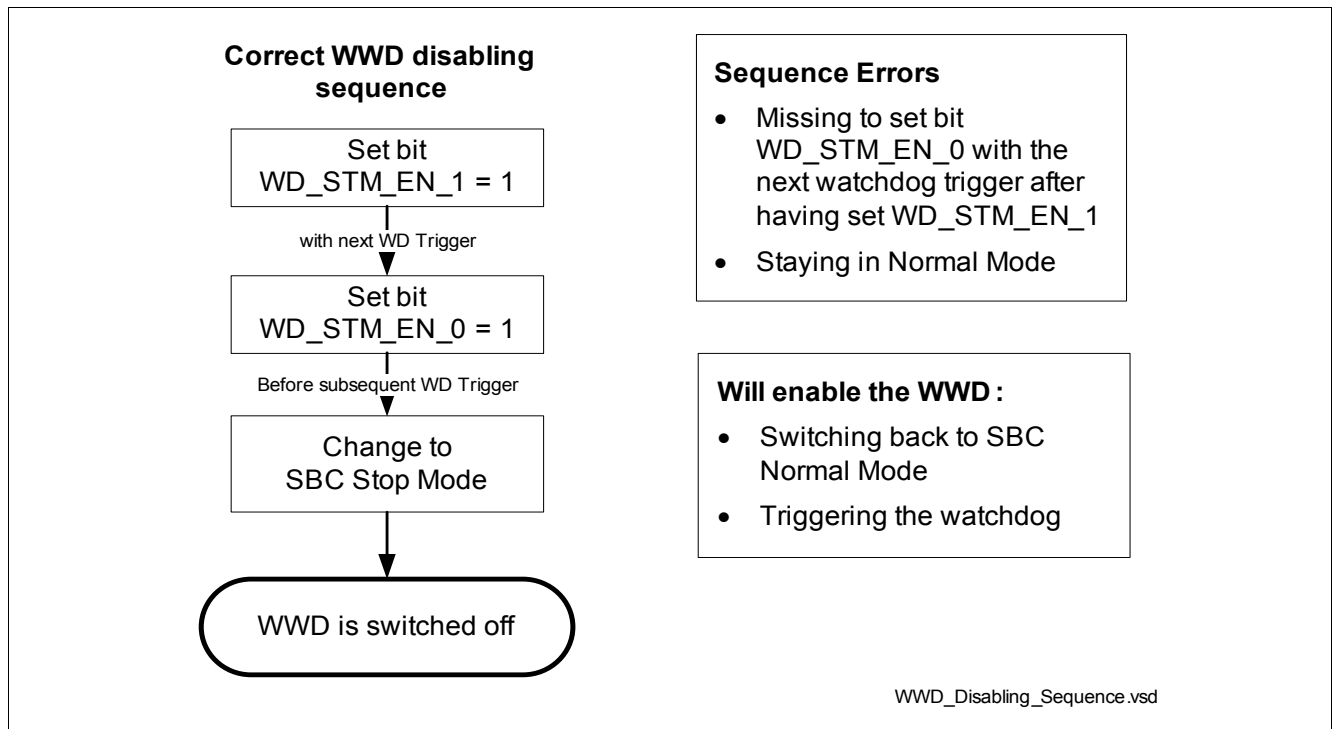 Correct WWD disabling
sequence
Set bit
WD_STM_EN_1 = 1
with next WD Trigger
Set bit
WD_STM_EN_0 = 1
Before subsequent WD Trigger
Change to
SBC Stop Mode
WWD is switched off
Sequence Errors
• Missing to set bit
WD_STM_EN_0 with the
next watchdog trigger after
having set WD_STM_EN_1
• Staying in Normal Mode
Will enable the WWD :
• Switching back to SBC
Normal Mode
• Triggering the watchdog
WWD_Disabling_Sequence.vsd